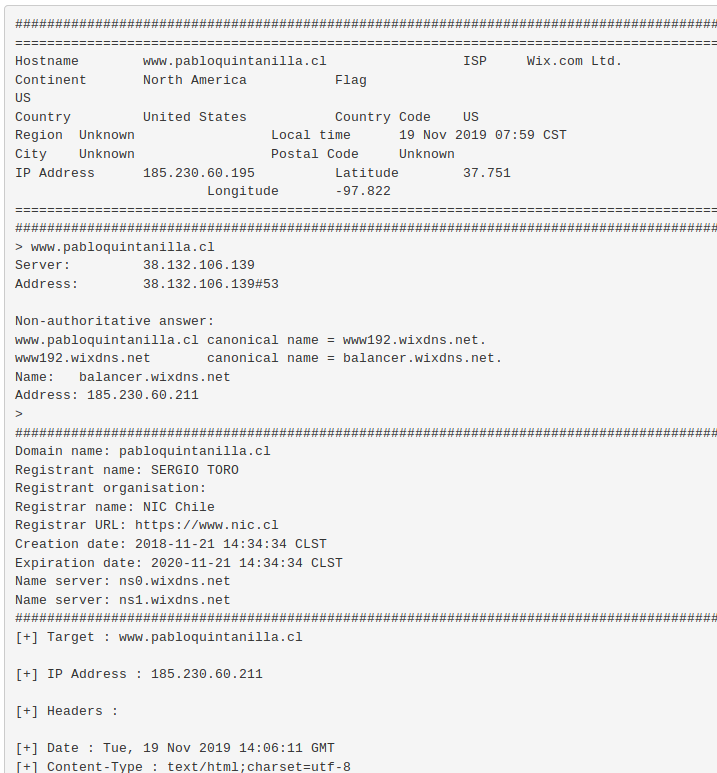 ##########################################################################################
==========================================================================================
Hostname        www.pabloquintanilla.cl                 ISP     Wix.com Ltd.
Continent       North America           Flag
US
Country         United States           Country Code    US
Region  Unknown                 Local time      19 Nov 2019 07:59 CST
City    Unknown                 Postal Code     Unknown
IP Address      185.230.60.195          Latitude        37.751
                        Longitude       -97.822
==========================================================================================
##########################################################################################
> www.pabloquintanilla.cl
Server:         38.132.106.139
Address:        38.132.106.139#53

Non-authoritative answer:
www.pabloquintanilla.cl canonical name = www192.wixdns.net.
www192.wixdns.net       canonical name = balancer.wixdns.net.
Name:   balancer.wixdns.net
Address: 185.230.60.211
>
##########################################################################################
Domain name: pabloquintanilla.cl
Registrant name: SERGIO TORO
Registrant organisation:
Registrar name: NIC Chile
Registrar URL: https://www.nic.cl
Creation date: 2018-11-21 14:34:34 CLST
Expiration date: 2020-11-21 14:34:34 CLST
Name server: ns0.wixdns.net
Name server: ns1.wixdns.net
##########################################################################################
[+] Target : www.pabloquintanilla.cl

[+] IP Address : 185.230.60.211

[+] Headers :

[+] Date : Tue, 19 Nov 2019 14:06:11 GMT
[+] Content-Type : text/html;charset=utf-8